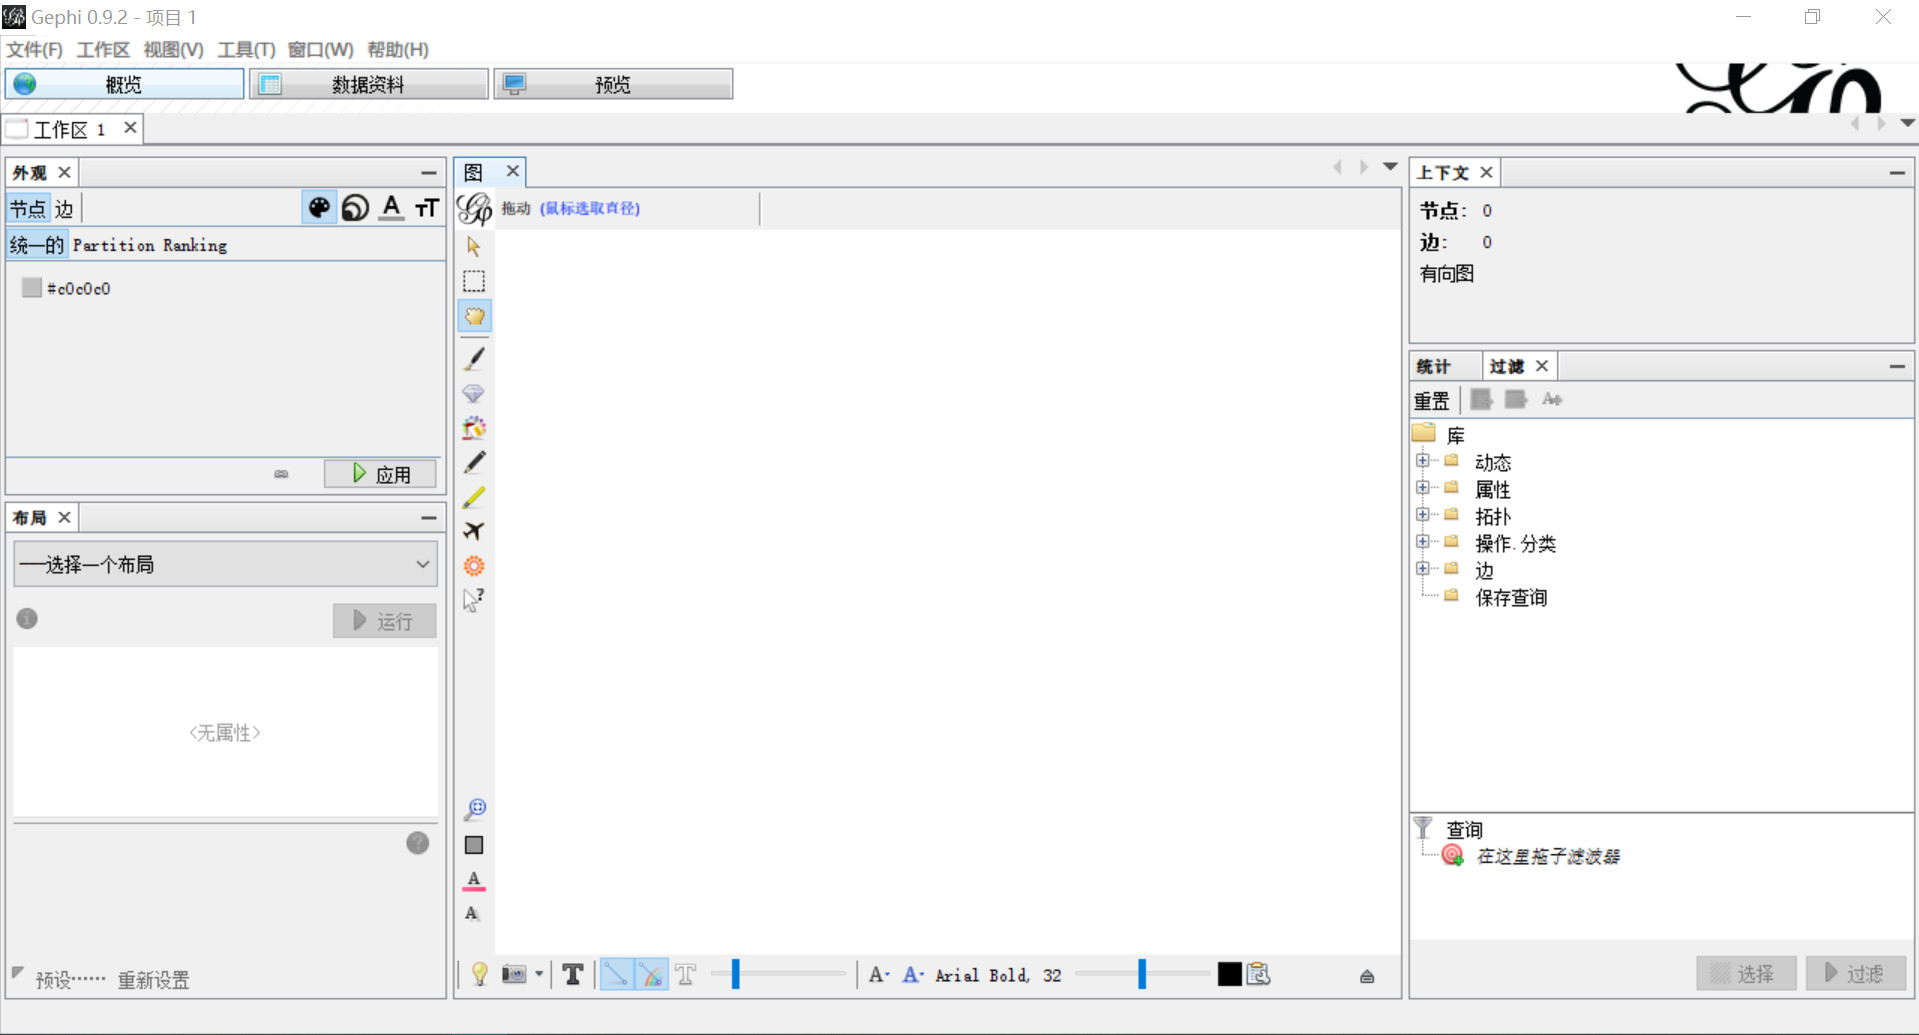 Gephi 0.9.2 - 项目 1
文件(F) 工作区 视图(V) 工具(T) 窗口(W) 帮助(H)
概览 数据资料 预览
工作区 1
外观
节点 边
统一的 Partition Ranking
#c0c0c0
应用
布局
---选择一个布局
运行
<无属性>
预设...... 重新设置
图
拖动 (鼠标选取直径)
Arial Bold, 32
上下文
节点: 0
边: 0
有向图
统计 过滤
重置
库
动态
属性
拓扑
操作.分类
边
保存查询
查询
在这里拖子滤波器
选择 过滤